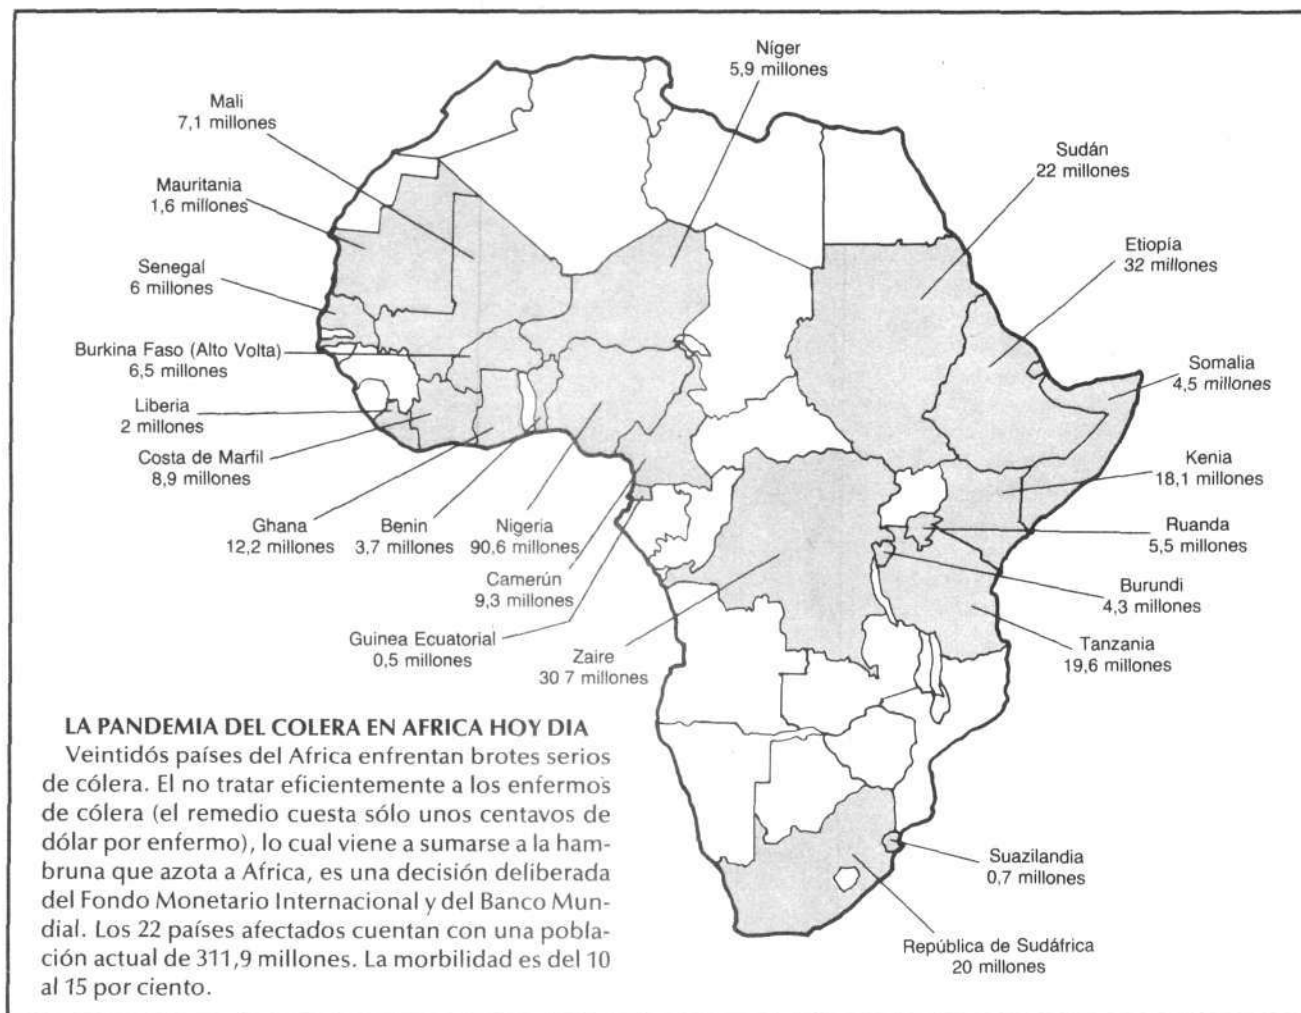 Níger
5,9 millones
Mali
7,1 millones
Sudán
22 millones
Mauritania
1,6 millones
Etiopía
32 millones
Senegal
6 millones
Burkina Faso (Alto Volta)
6,5 millones
Somalia
4,5 millones
Liberia
2 millones
Costa de Marfil
8,9 millones
Kenia
18,1 millones
Ghana
12,2 millones
Benin
3,7 millones
Nigeria
90,6 millones
Ruanda
5,5 millones
Camerún
9,3 millones
Burundi
4,3 millones
Guinea Ecuatorial
0,5 millones
Zaire
30 7 millones
Tanzania
19,6 millones
Suazilandia
0,7 millones
República de Sudáfrica
20 millones
LA PANDEMIA DEL COLERA EN AFRICA HOY DIA
Veintidós países del Africa enfrentan brotes serios
de cólera. El no tratar eficientemente a los enfermos
de cólera (el remedio cuesta sólo unos centavos de
dólar por enfermo), lo cual viene a sumarse a la ham-
bruna que azota a Africa, es una decisión deliberada
del Fondo Monetario Internacional y del Banco Mun-
dial. Los 22 países afectados cuentan con una pobla-
ción actual de 311,9 millones. La morbilidad es del 10
al 15 por ciento.